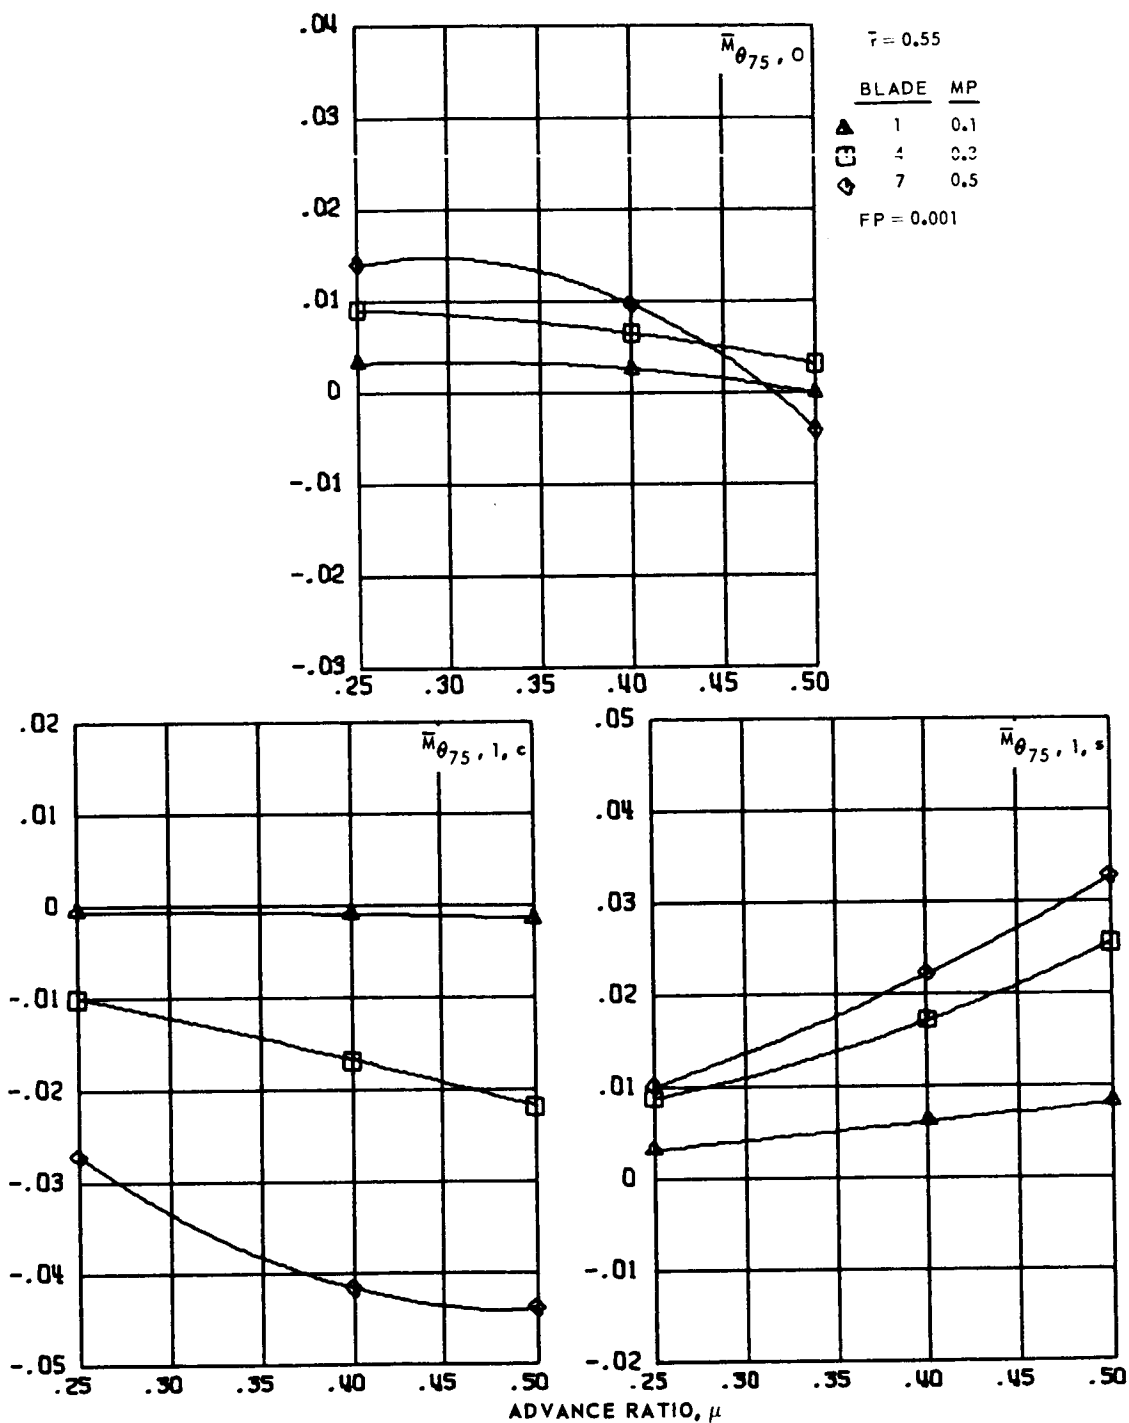 .04
.03
.02
.01
0
-.01
-.02
-.03
.25 .30 .35 .40 .45 .50
M̅θ75, 0
r̅ = 0.55
BLADE MP
1 0.1
4 0.3
7 0.5
FP = 0.001
.02
.01
0
-.01
-.02
-.03
-.04
-.05
.25 .30 .35 .40 .45 .50
M̅θ75, 1, c
.05
.04
.03
.02
.01
0
-.01
-.02
.25 .30 .35 .40 .45 .50
M̅θ75, 1, s
ADVANCE RATIO, μ